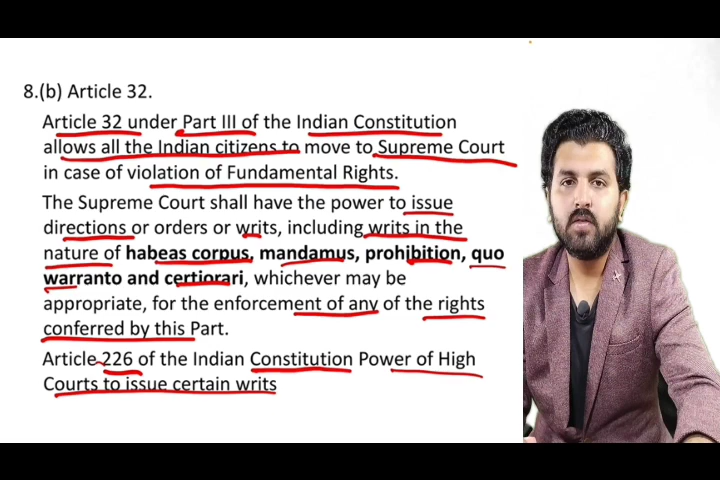 8.(b) Article 32.
Article 32 under Part III of the Indian Constitution
allows all the Indian citizens to move to Supreme Court
in case of violation of Fundamental Rights.
The Supreme Court shall have the power to issue
directions or orders or writs, including writs in the
nature of habeas corpus, mandamus, prohibition, quo
warranto and certiorari, whichever may be
appropriate, for the enforcement of any of the rights
conferred by this Part.
Article 226 of the Indian Constitution Power of High
Courts to issue certain writs